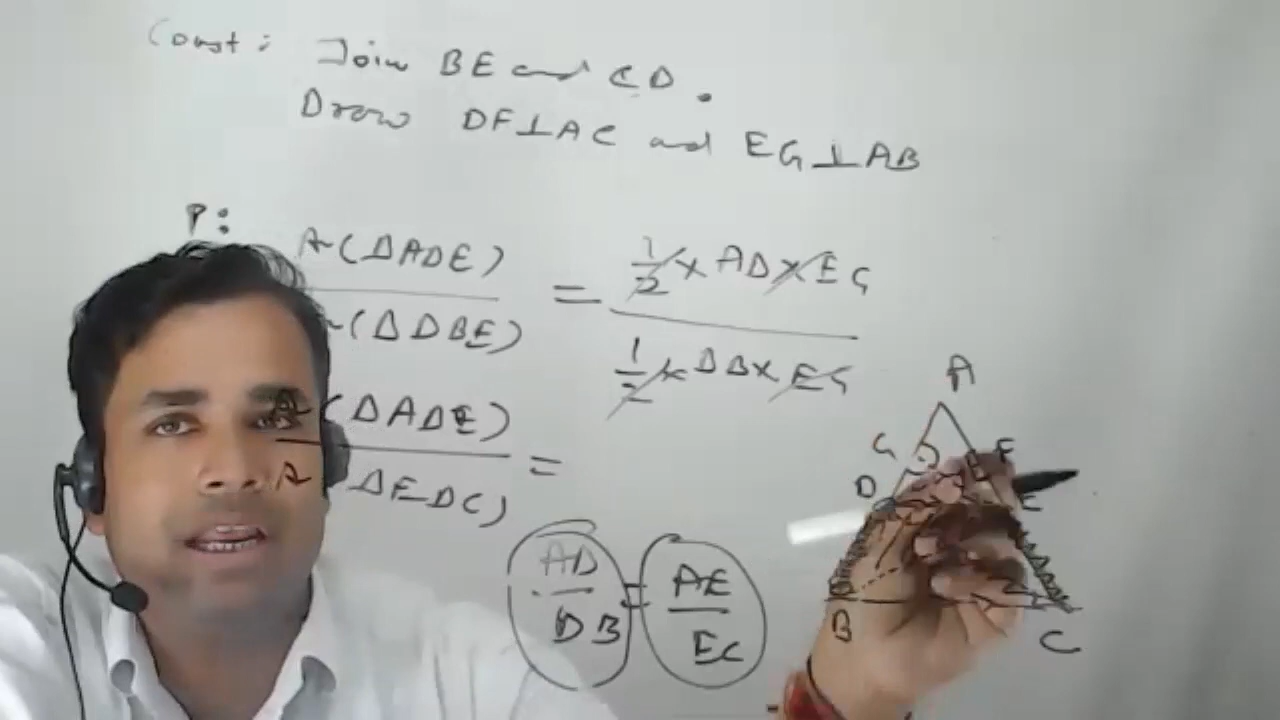 Const: Join BE and CD.
Draw DF⊥AC and EG⊥AB
P:
(ΔADE) = 1/2 × AD × EG
(ΔDBE) 1/2 × DB × EG
(ΔADE) =
ΔEDC)
AD/DB = AE/EC
A
G F
D E
B C